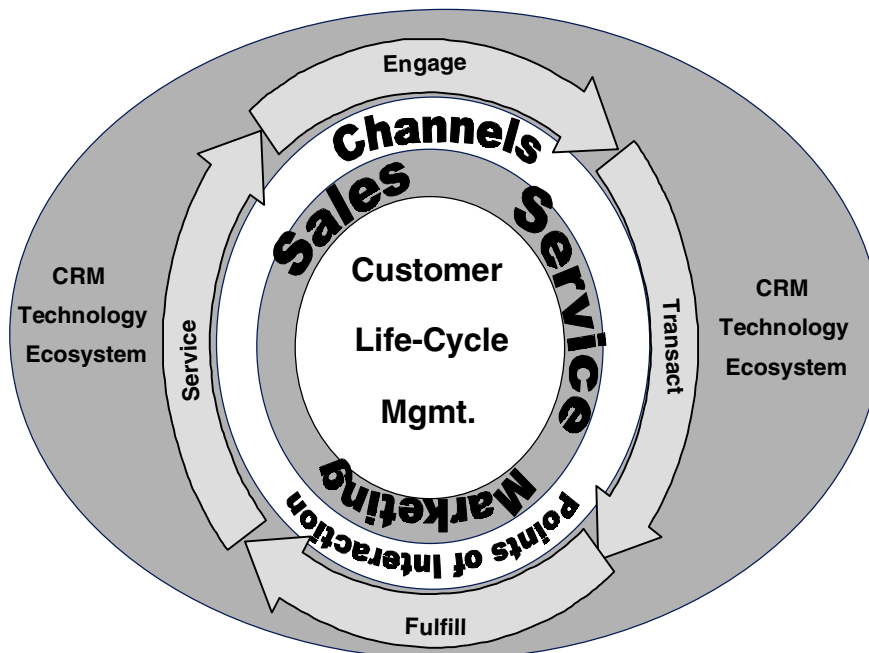 Engage
Channels
Sales
Service
Customer
Life-Cycle
Mgmt.
CRM
Technology
Ecosystem
CRM
Technology
Ecosystem
Service
Transact
Marketing
Points of Interaction
Fulfill